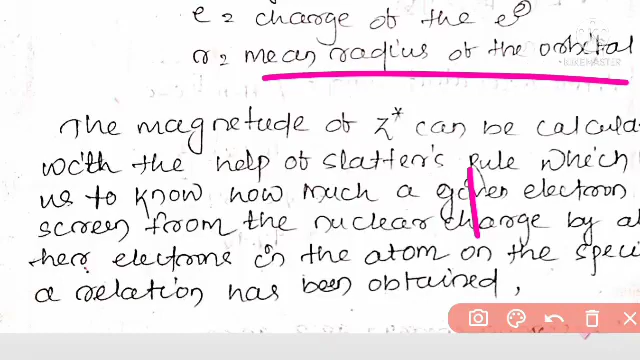 e = charge of the e⊖
r = mean radius of the orbital
KINEMASTER
The magnetude of Z* can be calcula
with the help of slatter's rule which
us to know how much a given electron
screen from the nuclear charge by
ther electrons in the atom on the speci
a relation has been obtained,